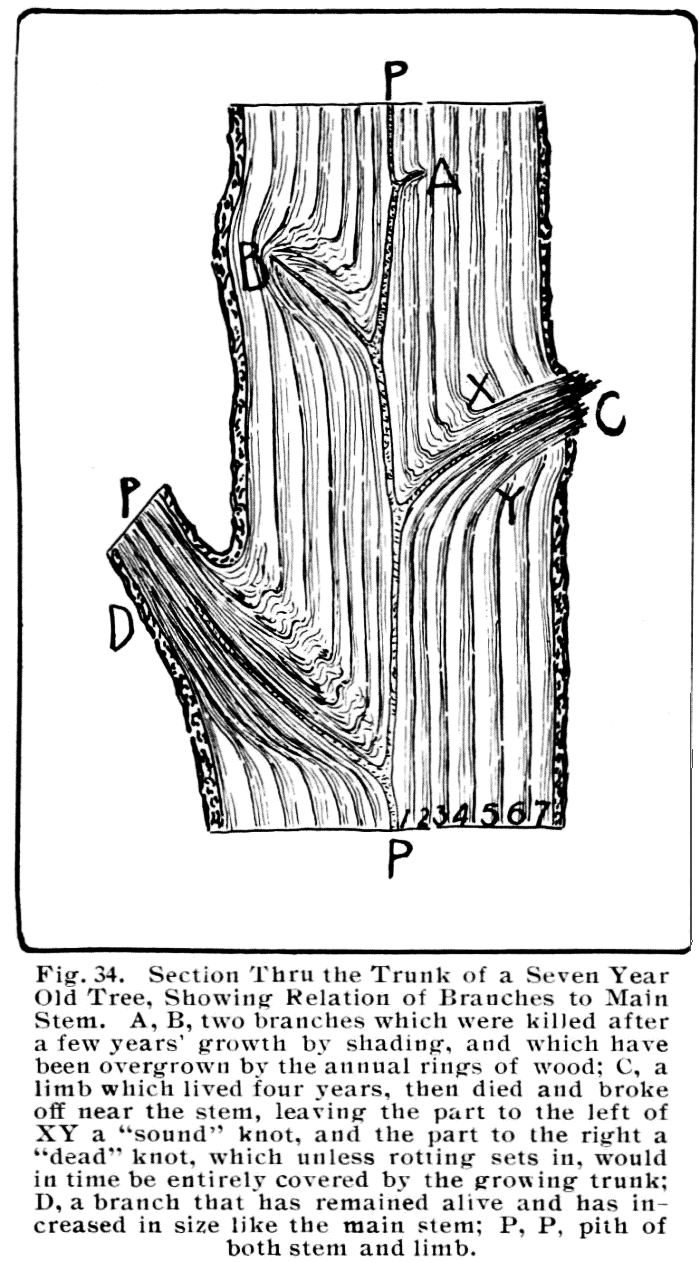 P
A
B
X
C
P
Y
D
1 2 3 4 5 6 7
P
Fig. 34. Section Thru the Trunk of a Seven Year
Old Tree, Showing Relation of Branches to Main
Stem. A, B, two branches which were killed after
a few years' growth by shading, and which have
been overgrown by the annual rings of wood; C, a
limb which lived four years, then died and broke
off near the stem, leaving the part to the left of
XY a "sound" knot, and the part to the right a
"dead" knot, which unless rotting sets in, would
in time be entirely covered by the growing trunk;
D, a branch that has remained alive and has in-
creased in size like the main stem; P, P, pith of
both stem and limb.